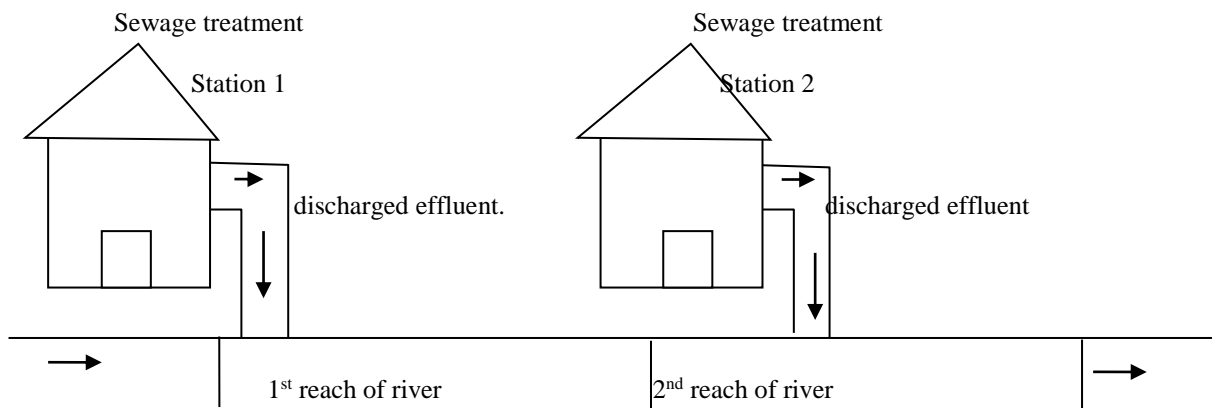 Sewage treatment
Station 1
discharged effluent.
Sewage treatment
Station 2
discharged effluent
1st reach of river
2nd reach of river